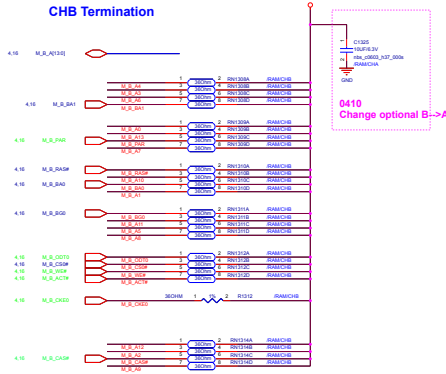 CHB Termination
C1325
10UF/6.3V
nbs_c0603_h37_000s
/RAM/CHA
GND
0410
Change optional B-->A
4,16 M_B_A[13:0]
1 36Ohm 2 RN1308A /RAM/CHB
M_B_A4 3 36Ohm 4 RN1308B /RAM/CHB
M_B_A3 5 36Ohm 6 RN1308C /RAM/CHB
4,16 M_B_BA1 M_B_A6 7 36Ohm 8 RN1308D /RAM/CHB
M_B_BA1
1 36Ohm 2 RN1309A /RAM/CHB
M_B_A0 3 36Ohm 4 RN1309B /RAM/CHB
4,16 M_B_PAR M_B_A13 5 36Ohm 6 RN1309C /RAM/CHB
M_B_PAR 7 36Ohm 8 RN1309D /RAM/CHB
M_B_A7
4,16 M_B_RAS# 1 36Ohm 2 RN1310A /RAM/CHB
M_B_RAS# 3 36Ohm 4 RN1310B /RAM/CHB
4,16 M_B_BA0 M_B_A10 5 36Ohm 6 RN1310C /RAM/CHB
M_B_BA0 7 36Ohm 8 RN1310D /RAM/CHB
M_B_A1
4,16 M_B_BG0 1 36Ohm 2 RN1311A /RAM/CHB
M_B_BG0 3 36Ohm 4 RN1311B /RAM/CHB
M_B_A11 5 36Ohm 6 RN1311C /RAM/CHB
M_B_A5 7 36Ohm 8 RN1311D /RAM/CHB
M_B_A8
4,16 M_B_ODT0 1 36Ohm 2 RN1312A /RAM/CHB
4,16 M_B_CS0# M_B_ODT0 3 36Ohm 4 RN1312B /RAM/CHB
4,16 M_B_WE# M_B_CS0# 5 36Ohm 6 RN1312C /RAM/CHB
4,16 M_B_ACT# M_B_WE# 7 36Ohm 8 RN1312D /RAM/CHB
M_B_ACT#
4,16 M_B_CKE0 36OHM 1 1% 2 R1312 /RAM/CHB
M_B_CKE0
1 36Ohm 2 RN1314A /RAM/CHB
M_B_A12 3 36Ohm 4 RN1314B /RAM/CHB
4,16 M_B_CAS# M_B_A2 5 36Ohm 6 RN1314C /RAM/CHB
M_B_CAS# 7 36Ohm 8 RN1314D /RAM/CHB
M_B_A9